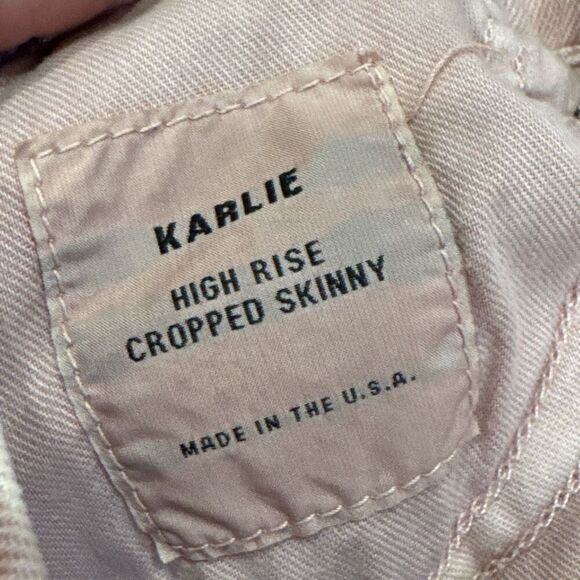 KARLIE
HIGH RISE
CROPPED SKINNY
MADE IN THE U.S.A.